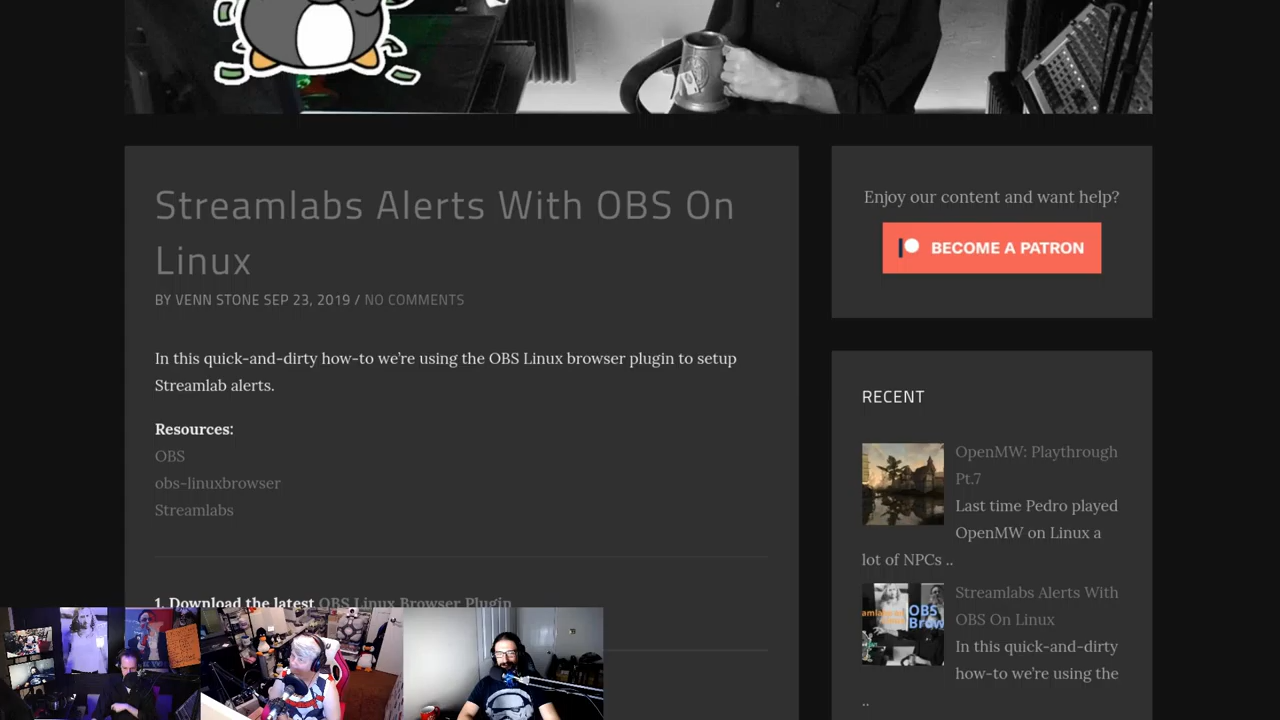 Streamlabs Alerts With OBS On
Linux
BY VENN STONE SEP 23, 2019 / NO COMMENTS
In this quick-and-dirty how-to we're using the OBS Linux browser plugin to setup
Streamlab alerts.
Resources:
OBS
obs-linuxbrowser
Streamlabs
1. Download the latest OBS Linux Browser Plugin
Enjoy our content and want help?
BECOME A PATRON
RECENT
OpenMW: Playthrough
Pt.7
Last time Pedro played
OpenMW on Linux a
lot of NPCs ..
OBS
Brow
Streamlabs Alerts With
OBS On Linux
In this quick-and-dirty
how-to we're using the
..